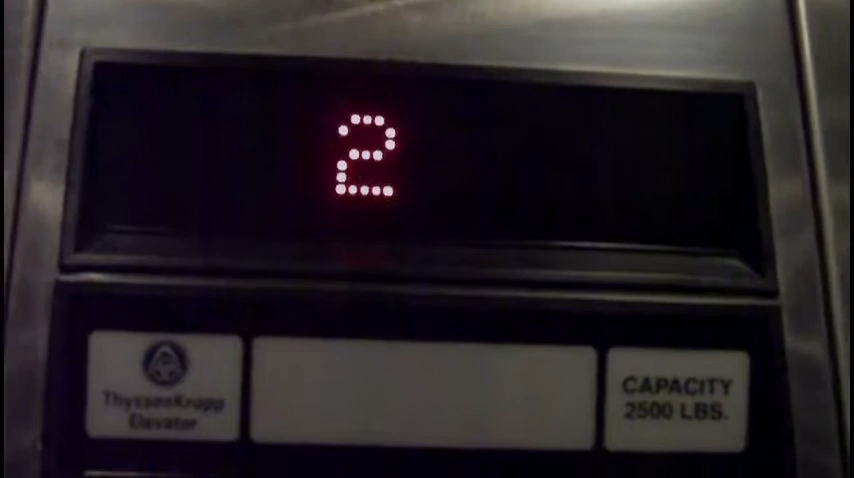 2
ThyssenKrupp
Elevator
CAPACITY
2500 LBS.